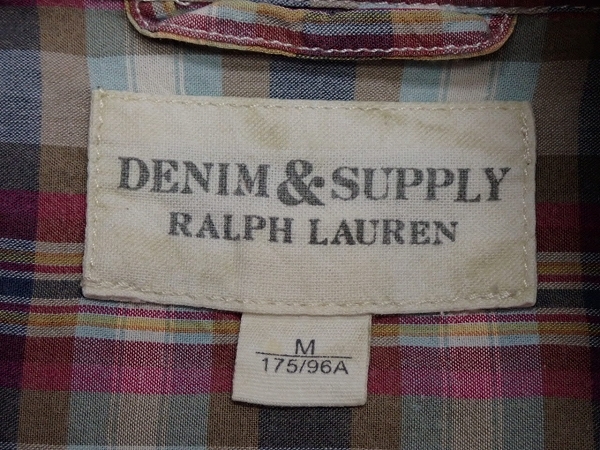 DENIM & SUPPLY
RALPH LAUREN
M
175/96A